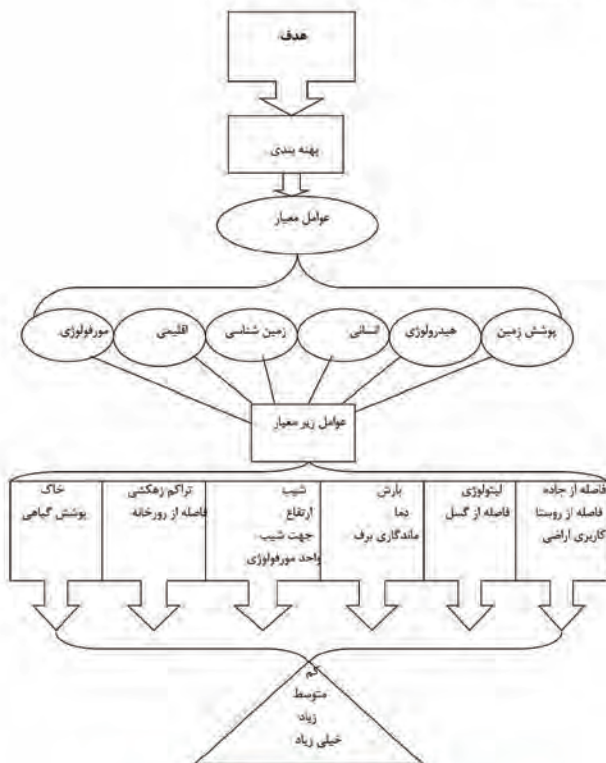 هدف
پهنه بندی
عوامل معیار
پوشش زمین
هیدرولوژی
انسانی
زمین شناسی
اقلیمی
مورفولوژی
عوامل زیر معیار
فاصله از جاده
فاصله از روستا
کاربری اراضی
لیتولوژی
فاصله از گسل
بارش
دما
ماندگاری برف
شیب
ارتفاع
جهت شیب
واحد مورفولوژی
تراکم زهکشی
فاصله از رورخانه
خاک
پوشش گیاهی
کم
متوسط
زیاد
خیلی زیاد